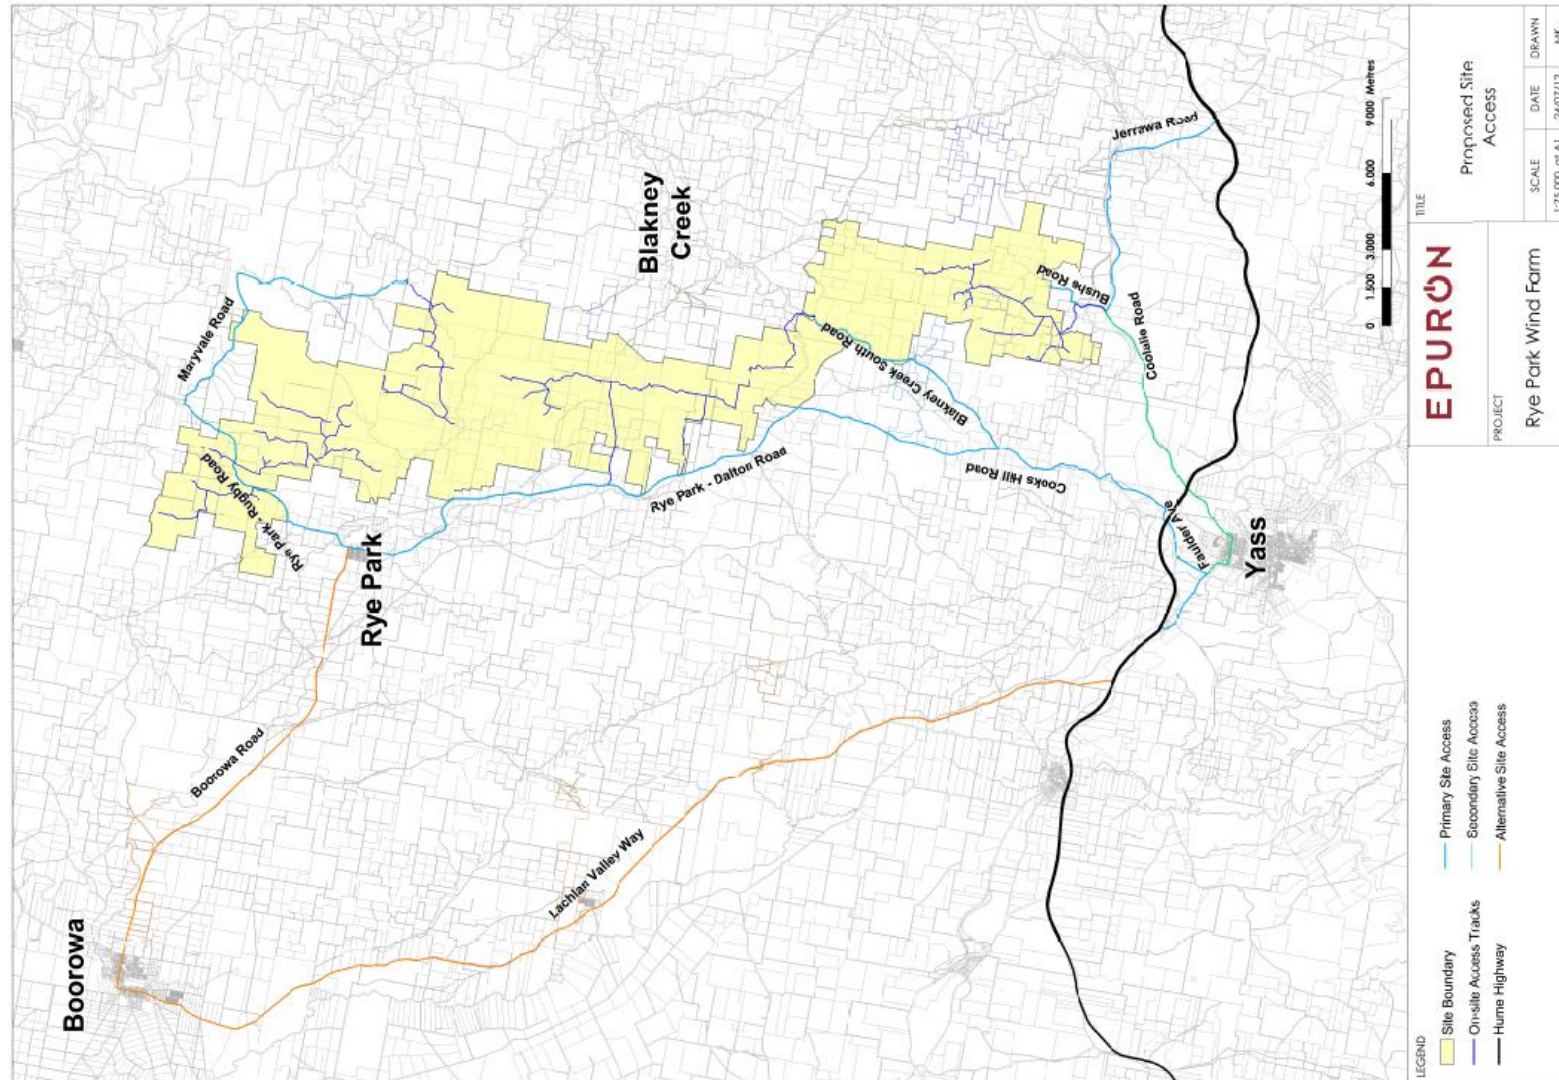 Boorowa
Rye Park
Blakney
Creek
Yass
Boorowa Road
Lachlan Valley Way
Maryvale Road
Rye Park - Rugby Road
Rye Park - Dalton Road
Cooks Hill Road
Blakney Creek South Road
Bushs Road
Coolalie Road
Jerrawa Road
Faulder Ave
0 1,500 3,000 6,000 9000 Metres
LEGEND
Site Boundary
On-site Access Tracks
Hume Highway
Primary Site Access
Secondary Site Access
Alternative Site Access
EPURON
PROJECT
Rye Park Wind Farm
TITLE
Proposed Site
Access
SCALE
DATE
DRAWN